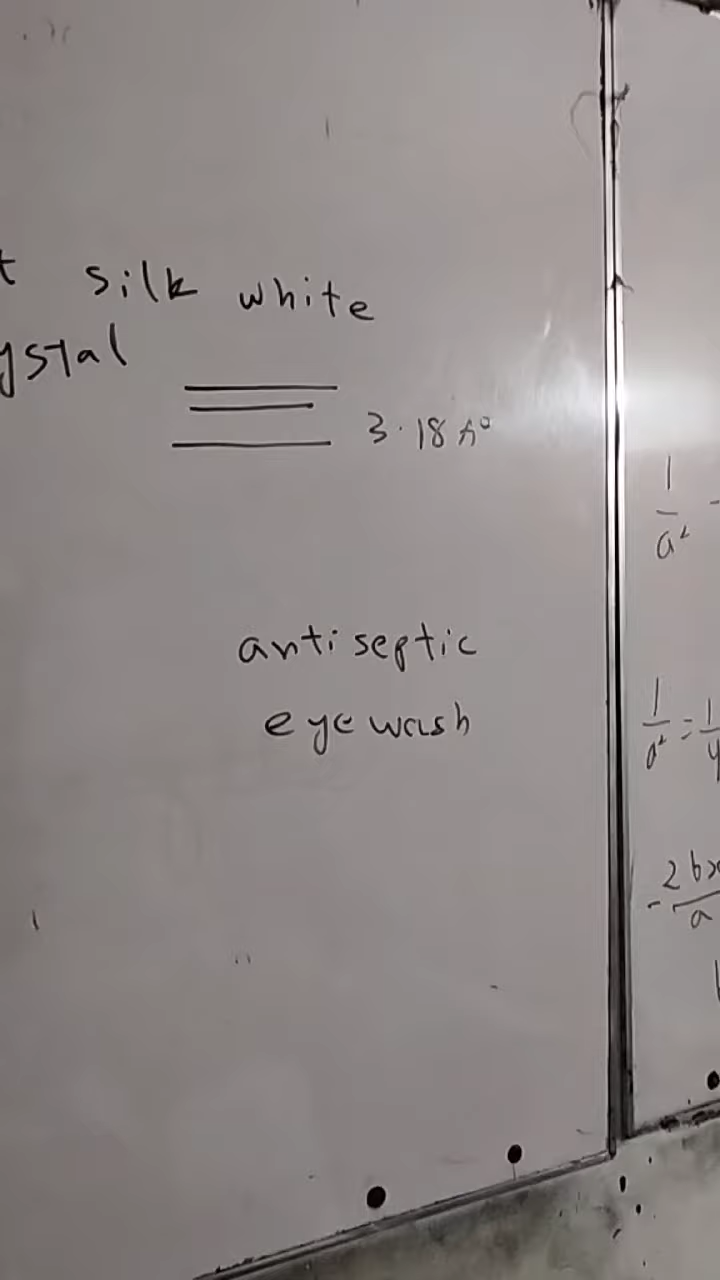 t silk white
ystal
3.18 A°
antiseptic
eye wash
1/a² -
1/a² = 1/4
- 2bx/a